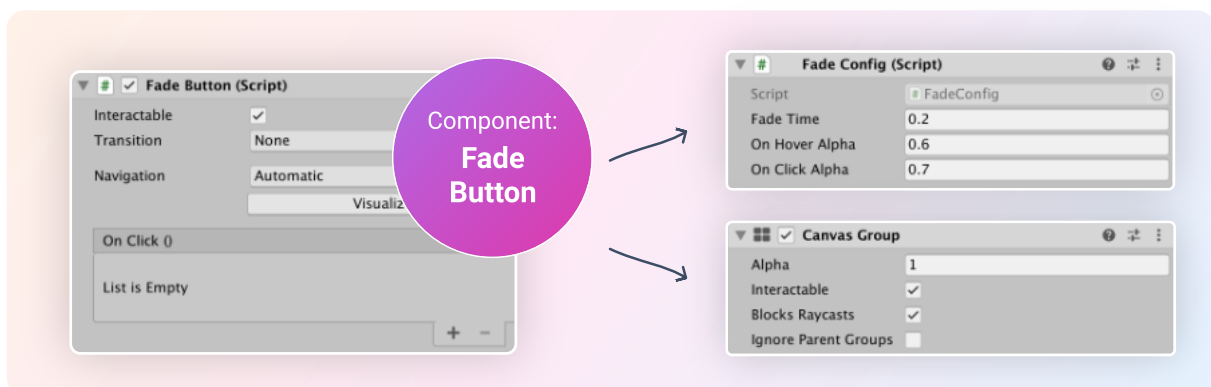 Fade Button (Script)
Interactable
Transition None
Navigation Automatic
On Click ()
List is Empty
Component:
Fade
Button
Fade Config (Script)
Script FadeConfig
Fade Time 0.2
On Hover Alpha 0.6
On Click Alpha 0.7
Canvas Group
Alpha 1
Interactable
Blocks Raycasts
Ignore Parent Groups